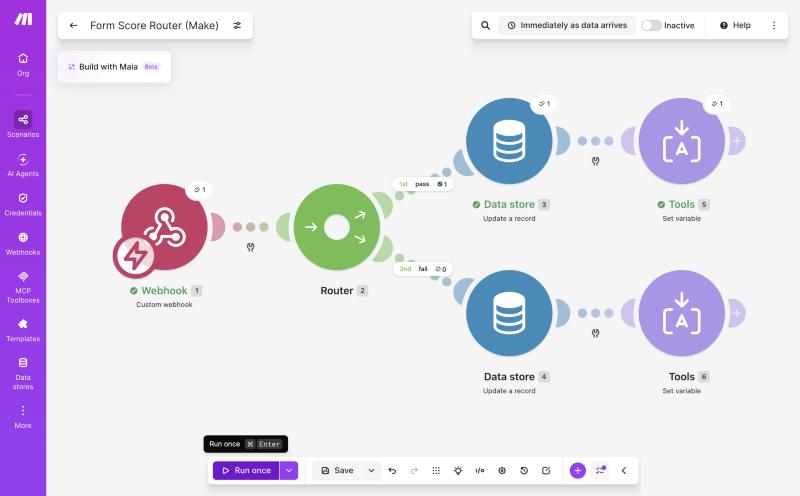 Form Score Router (Make)
Immediately as data arrives
Inactive
Help
Build with Maia Beta
Org
Scenarios
AI Agents
Credentials
Webhooks
MCP
Toolboxes
Templates
Data
stores
More
1
Webhook 1
Custom webhook
Router 2
1st pass 1
2nd fail 0
1
Data store 3
Update a record
1
Tools 5
Set variable
Data store 4
Update a record
Tools 6
Set variable
Run once ⌘ Enter
Run once
Save